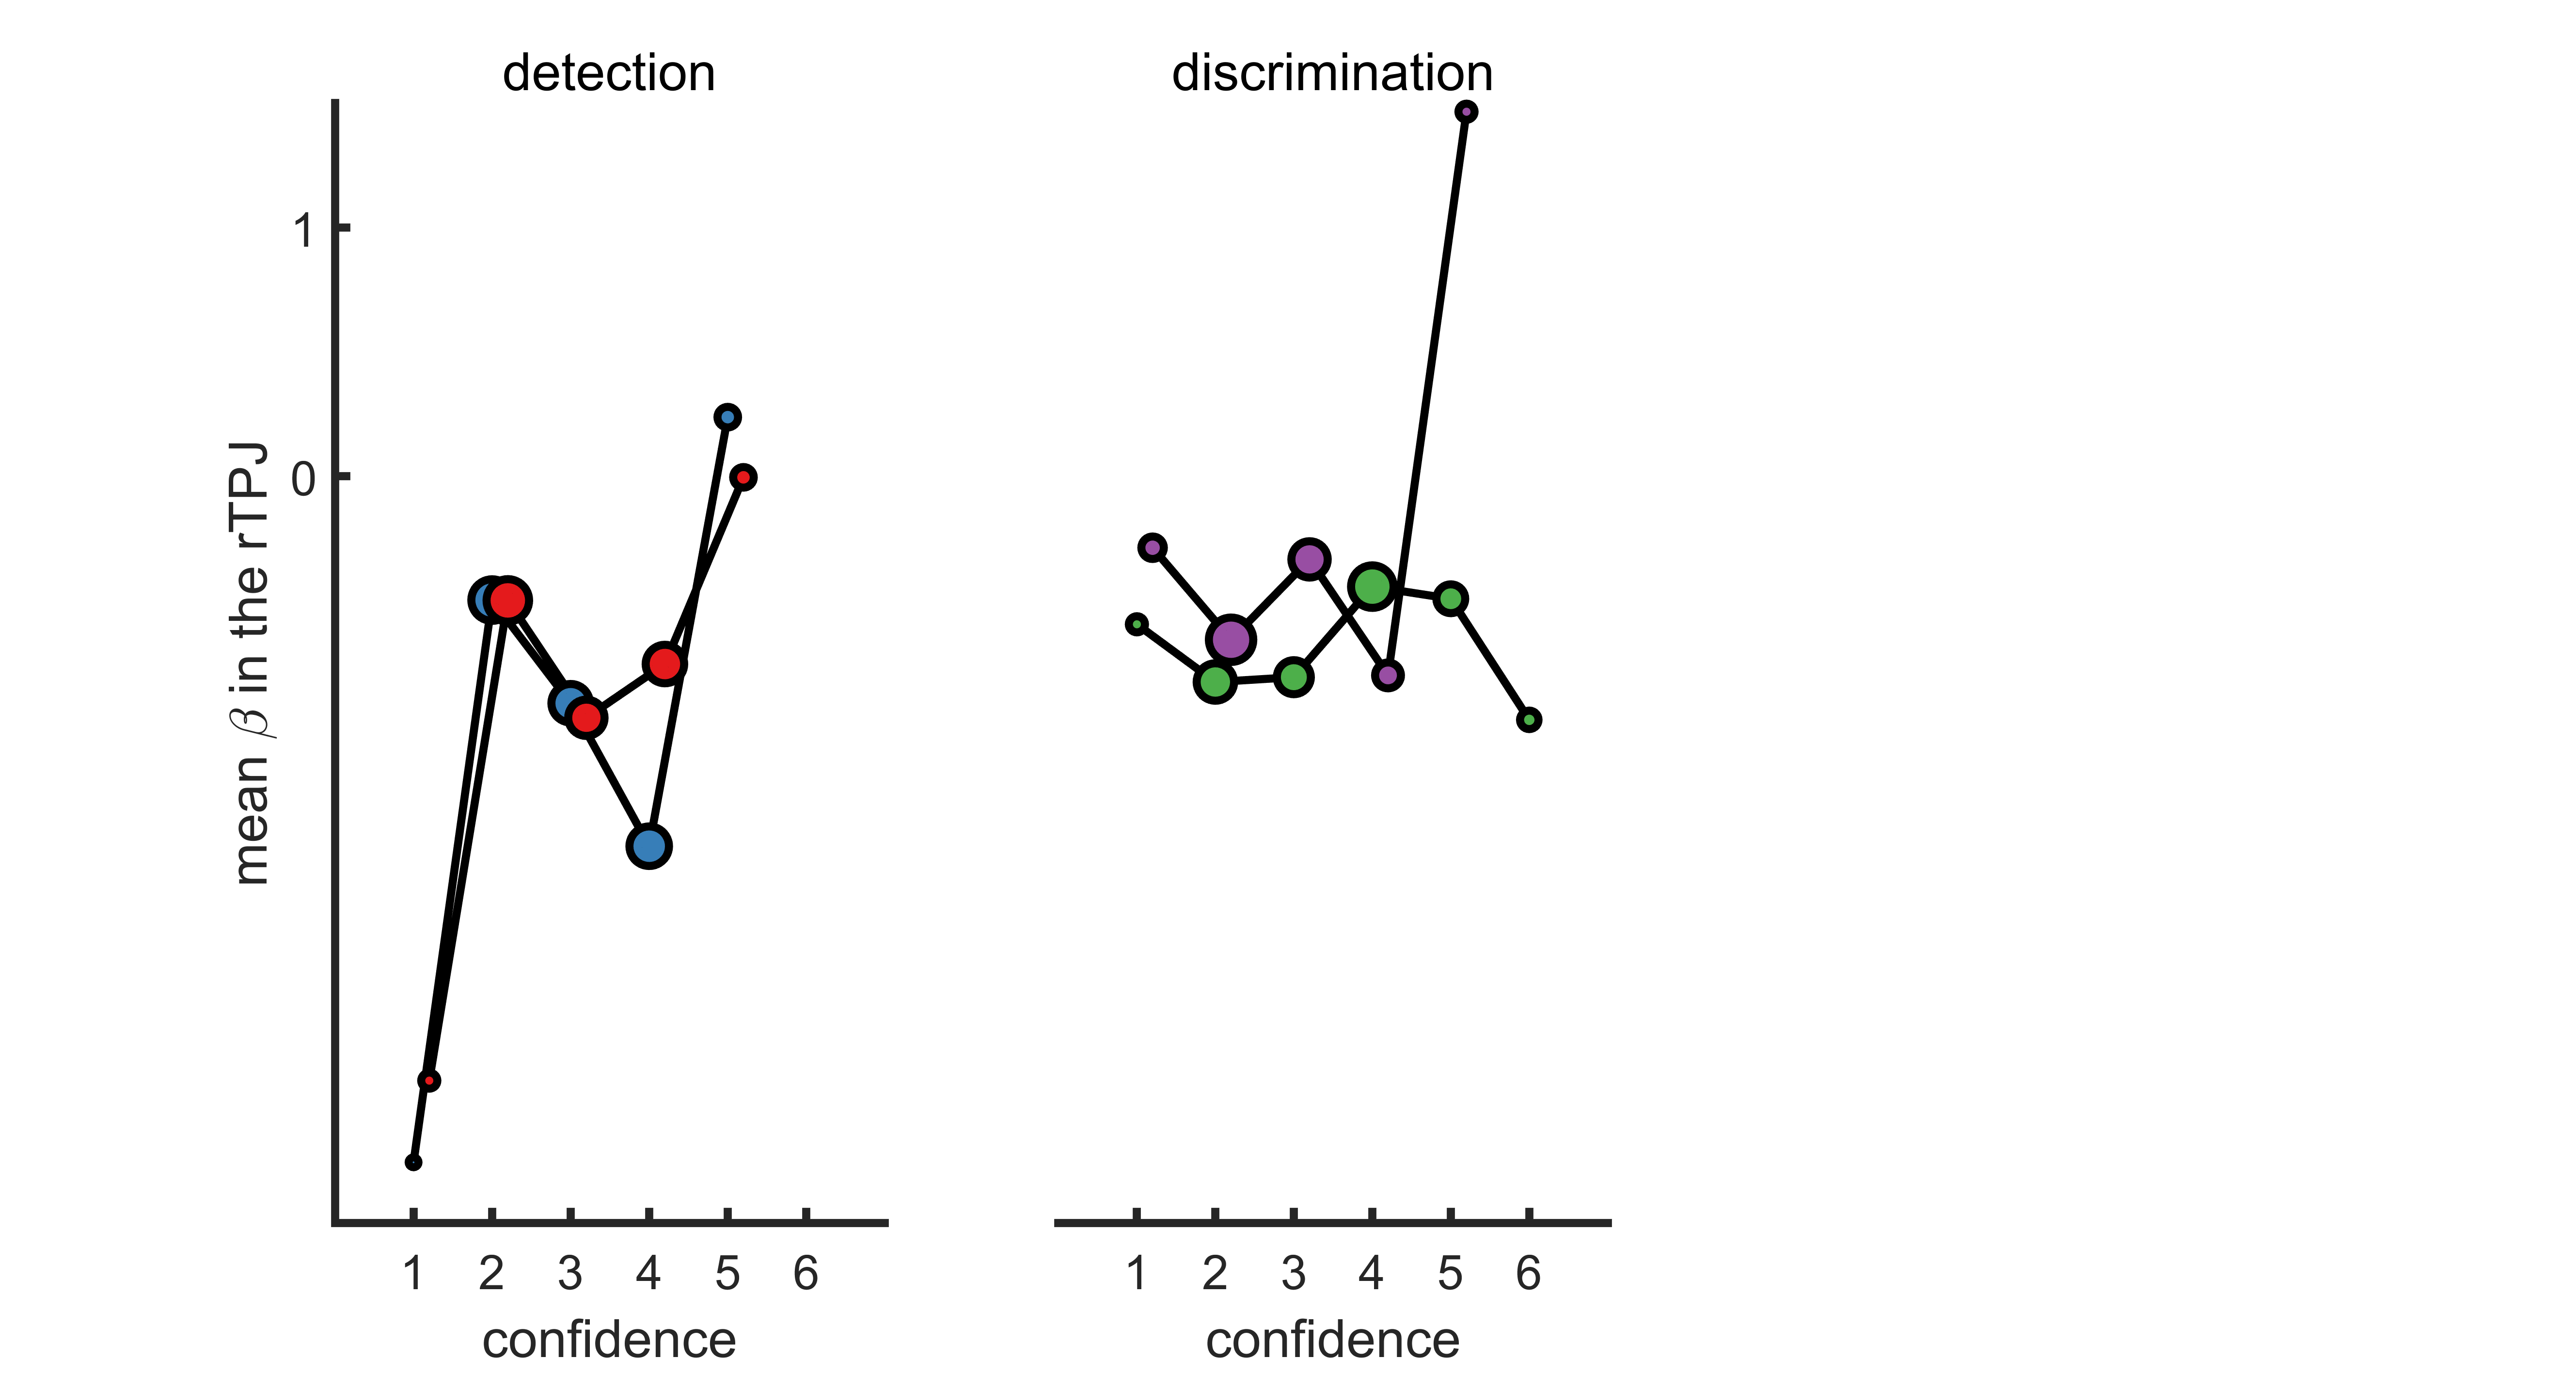 detection
discrimination
1
0
mean β in the rTPJ
1 2 3 4 5 6
1 2 3 4 5 6
confidence
confidence